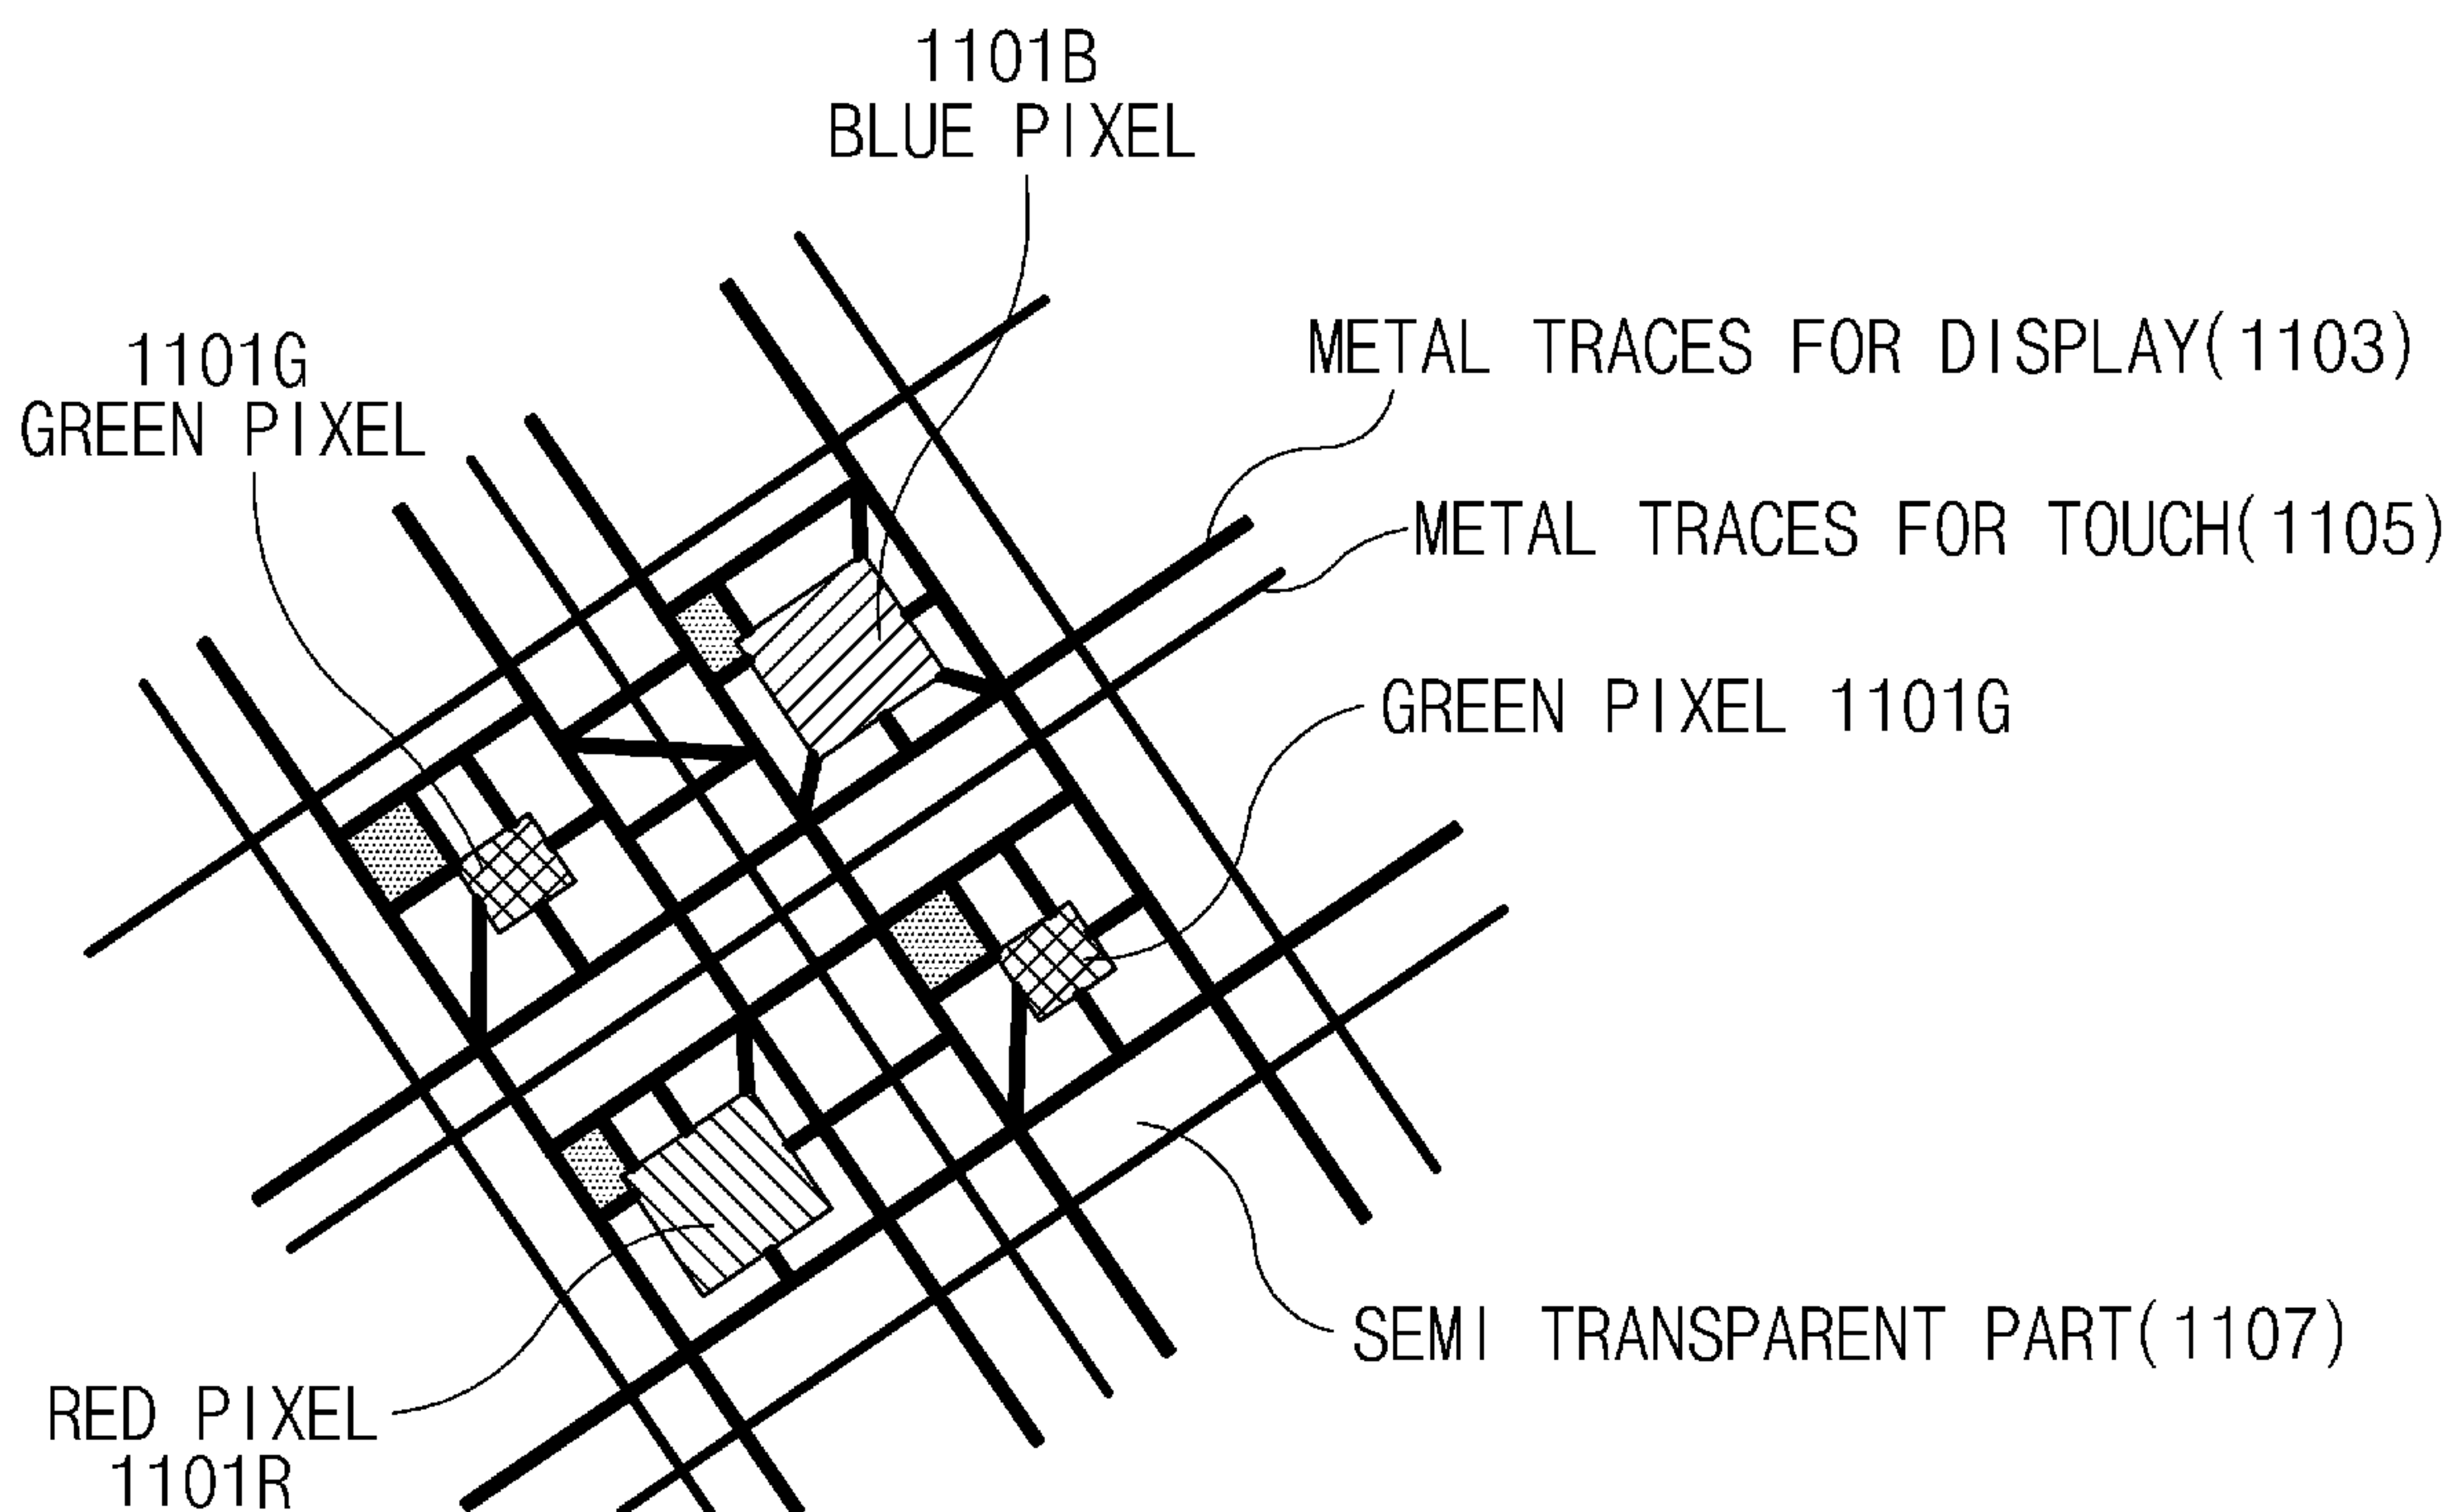 1101B
BLUE PIXEL
1101G
GREEN PIXEL
METAL TRACES FOR DISPLAY(1103)
METAL TRACES FOR TOUCH(1105)
GREEN PIXEL 1101G
SEMI TRANSPARENT PART(1107)
RED PIXEL
1101R